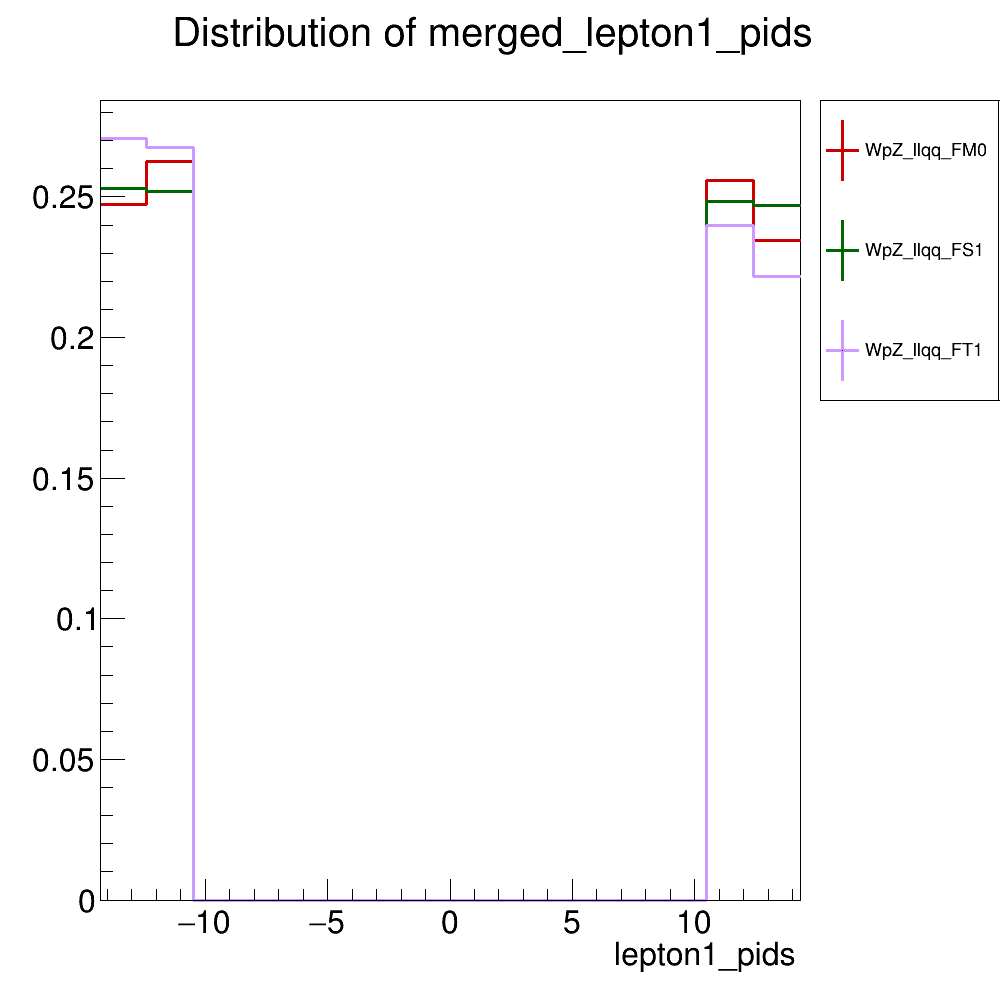 Distribution of merged_lepton1_pids
0.25
0.2
0.15
0.1
0.05
0
−10
−5
0
5
10
lepton1_pids
WpZ_llqq_FM0
WpZ_llqq_FS1
WpZ_llqq_FT1